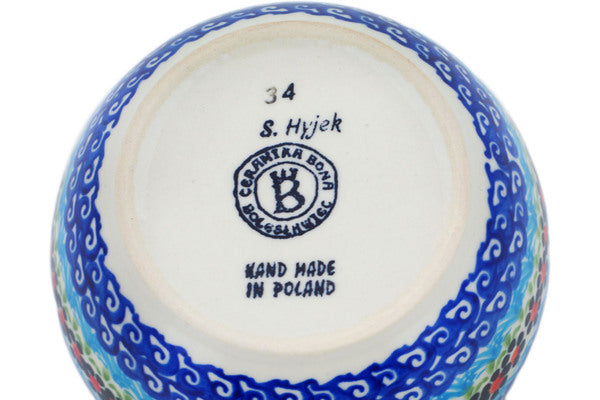 34
S. Hyjek
CERAMIKA BONA
B
BOLESŁAWIEC
HAND MADE
IN POLAND